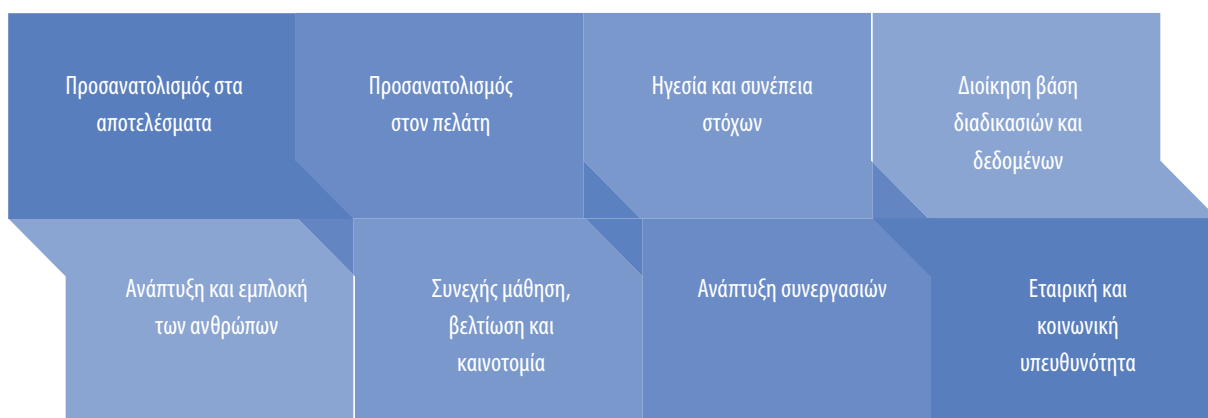 Προσανατολισμός στα
αποτελέσματα
Προσανατολισμός
στον πελάτη
Ηγεσία και συνέπεια
στόχων
Διοίκηση βάση
διαδικασιών και
δεδομένων
Ανάπτυξη και εμπλοκή
των ανθρώπων
Συνεχής μάθηση,
βελτίωση και
καινοτομία
Ανάπτυξη συνεργασιών
Εταιρική και
κοινωνική
υπευθυνότητα